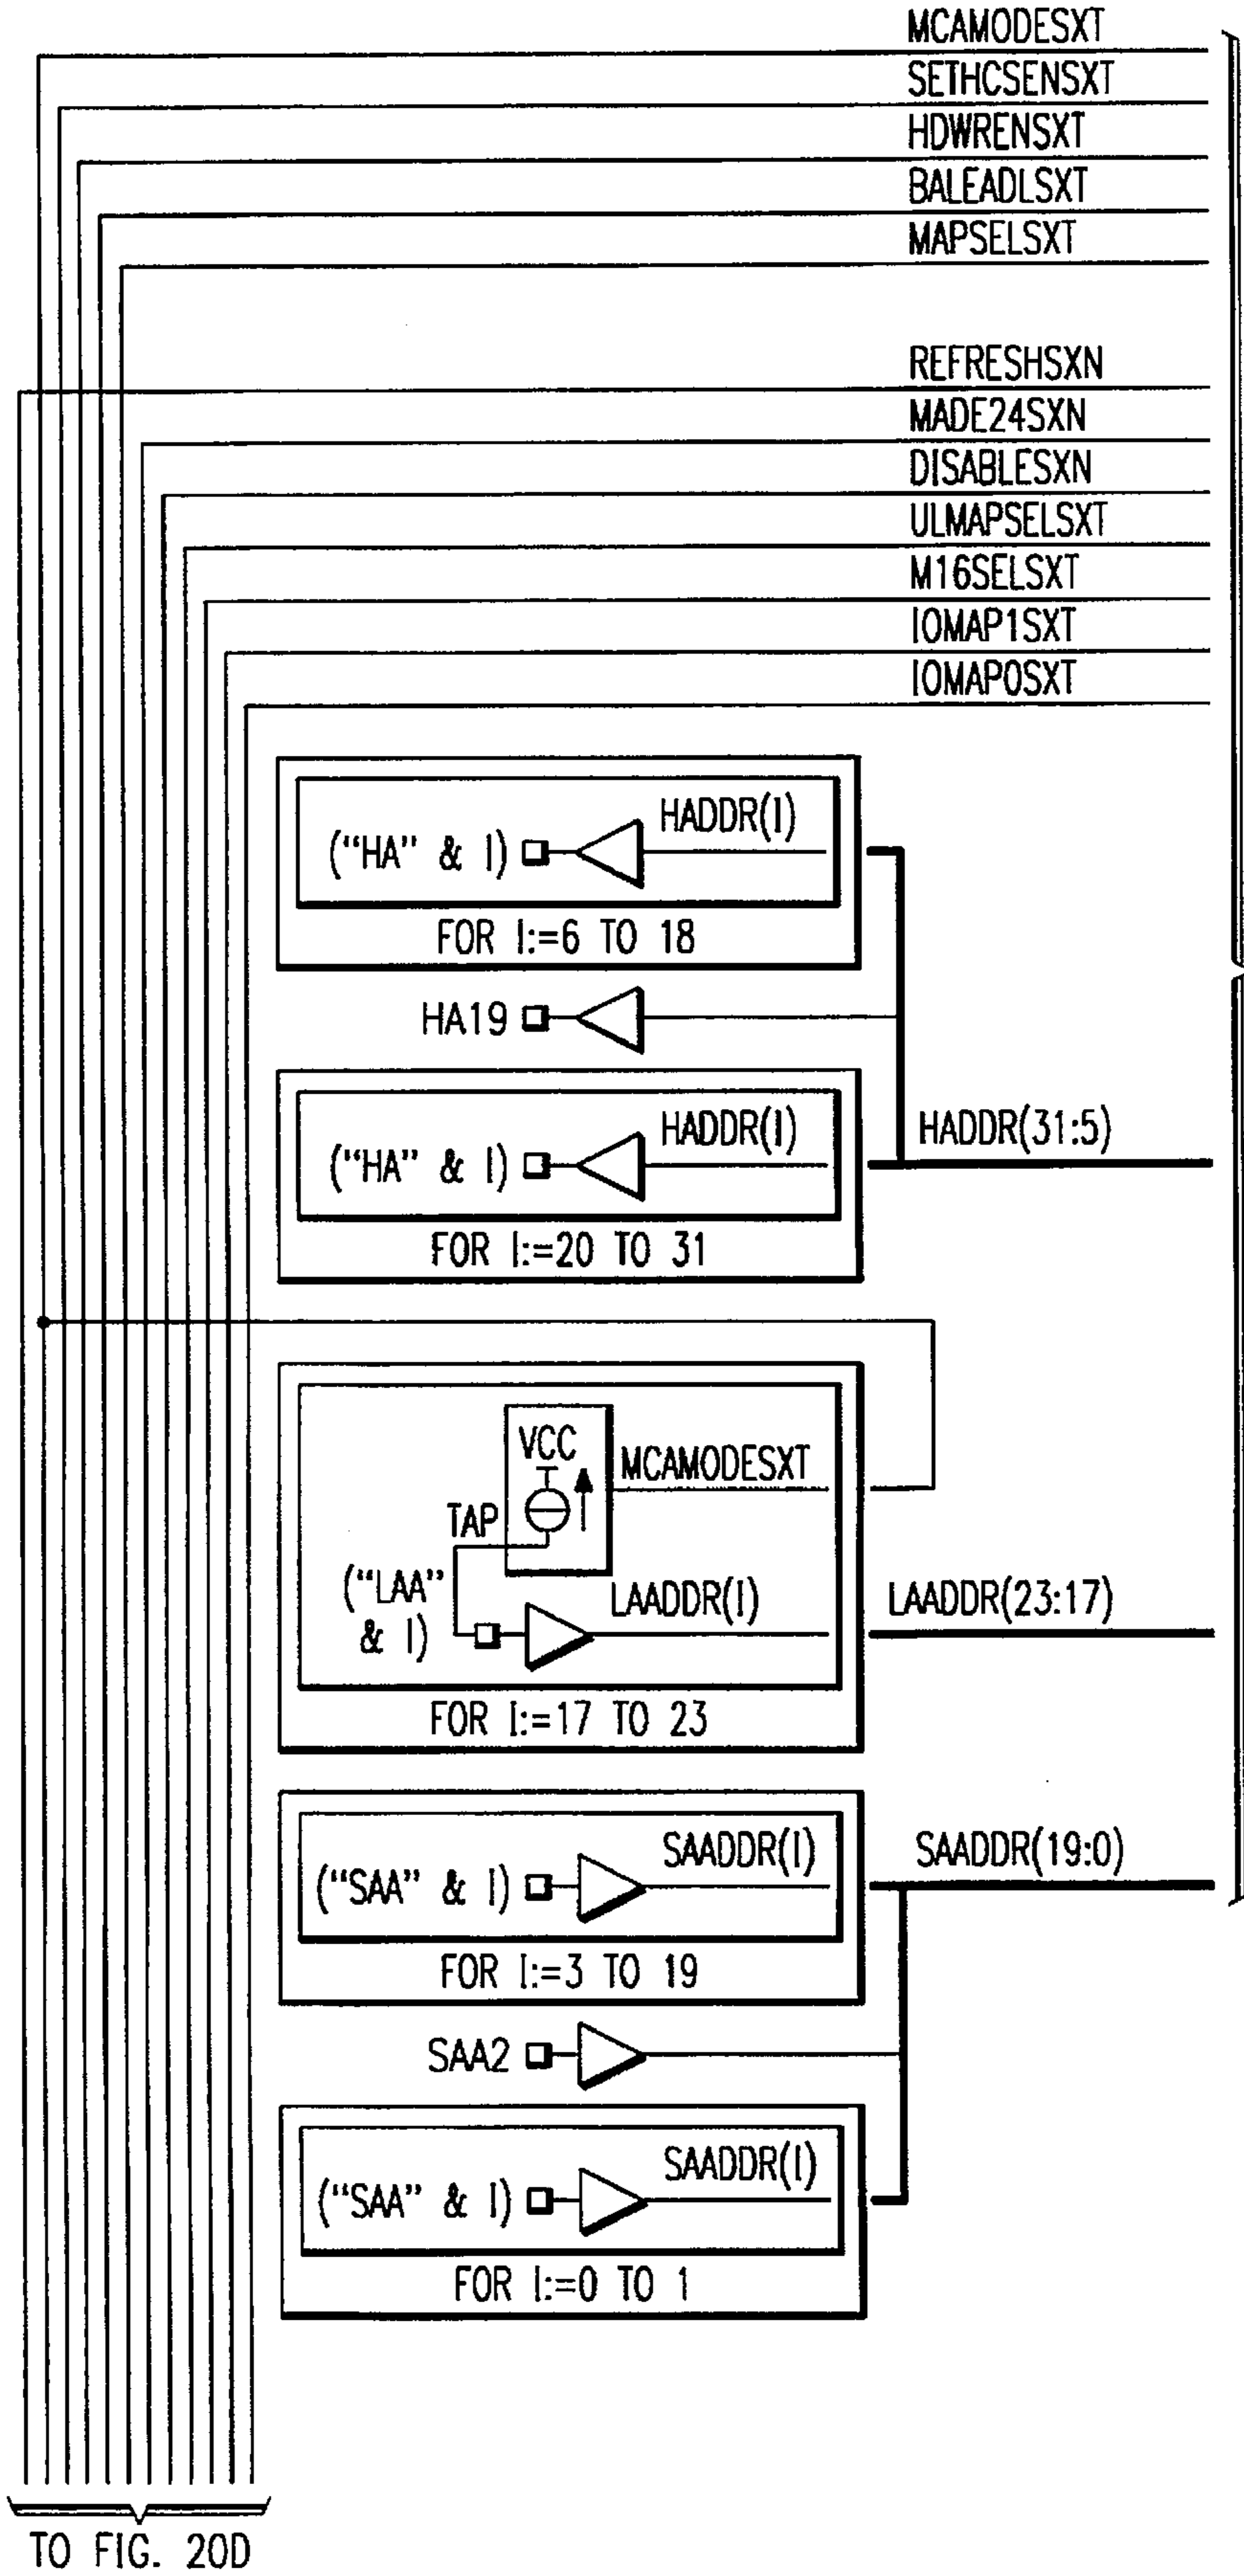 MCAMODESXT
SETHCSENSXT
HDWRENSXT
BALEADLSXT
MAPSELSXT
REFRESHSXN
MADE24SXN
DISABLESXN
ULMAPSELSXT
M16SELSXT
IOMAP1SXT
IOMAP0SXT
HADDR(I)
("HA" & I)
FOR I:=6 TO 18
HA19
HADDR(I)
HADDR(31:5)
("HA" & I)
FOR I:=20 TO 31
VCC
MCAMODESXT
TAP
("LAA"
& I)
LAADDR(I)
LAADDR(23:17)
FOR I:=17 TO 23
SAADDR(I)
SAADDR(19:0)
("SAA" & I)
FOR I:=3 TO 19
SAA2
SAADDR(I)
("SAA" & I)
FOR I:=0 TO 1
TO FIG. 20D